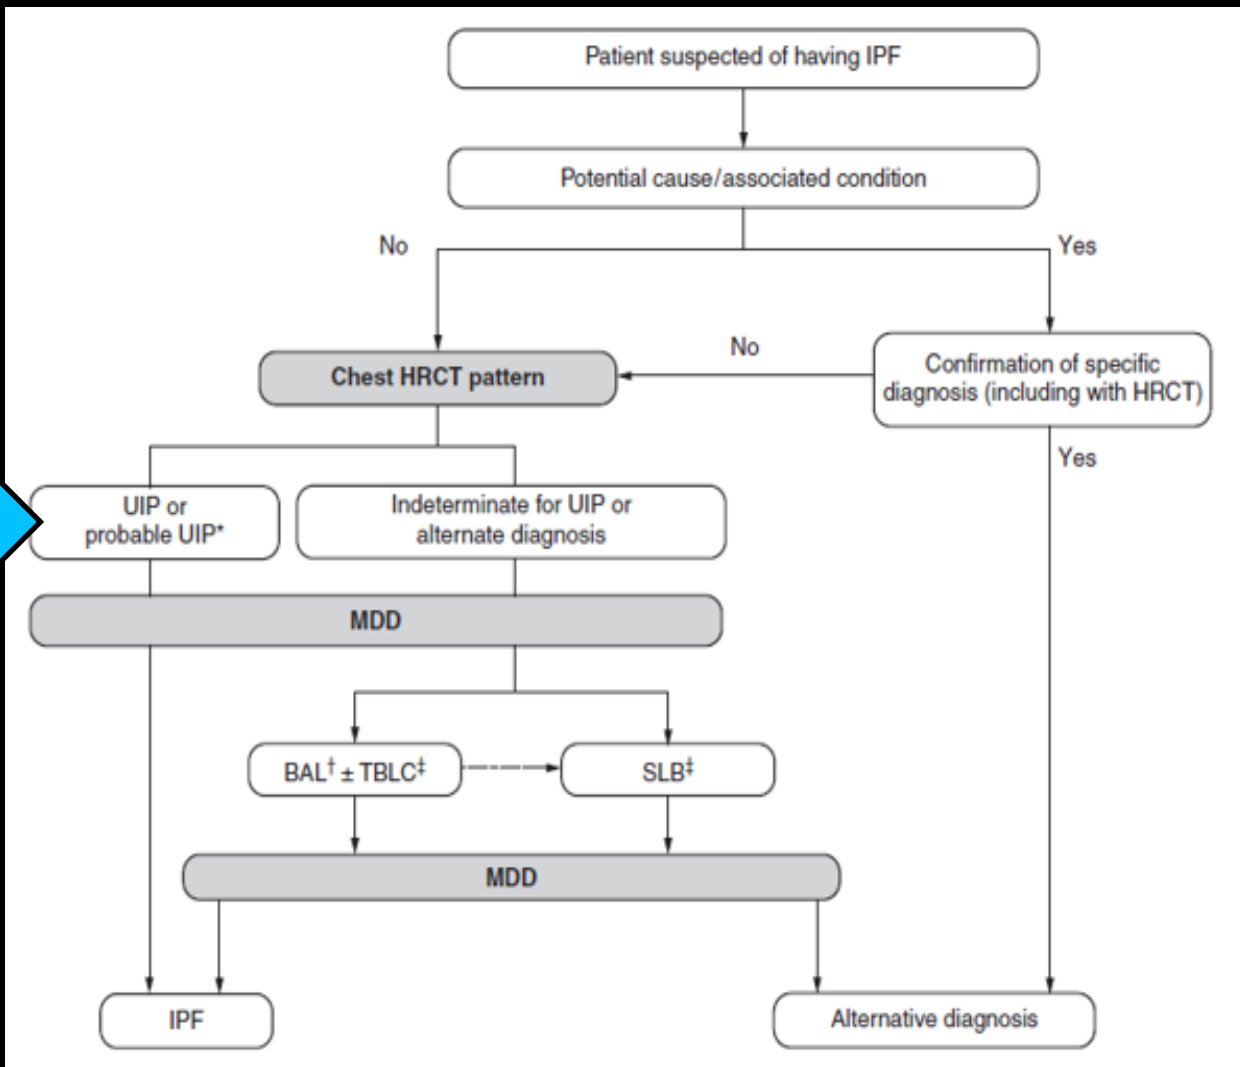 Patient suspected of having IPF
Potential cause/associated condition
No
Yes
No
Confirmation of specific
diagnosis (including with HRCT)
Chest HRCT pattern
Yes
UIP or
probable UIP*
Indeterminate for UIP or
alternate diagnosis
MDD
BAL† ± TBLC‡
SLB‡
MDD
IPF
Alternative diagnosis